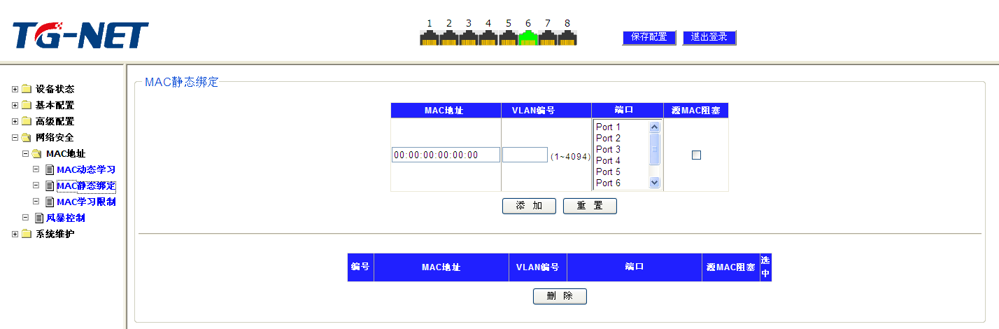 TG-NET
1 2 3 4 5 6 7 8
保存配置 退出登录
设备状态
基本配置
高级配置
网络安全
MAC地址
MAC动态学习
MAC静态绑定
MAC学习限制
风暴控制
系统维护
MAC静态绑定
MAC地址 VLAN编号 端口 源MAC阻塞
00:00:00:00:00:00 (1~4094)
Port 1
Port 2
Port 3
Port 4
Port 5
Port 6
添 加 重 置
编号 MAC地址 VLAN编号 端口 源MAC阻塞 选中
删 除